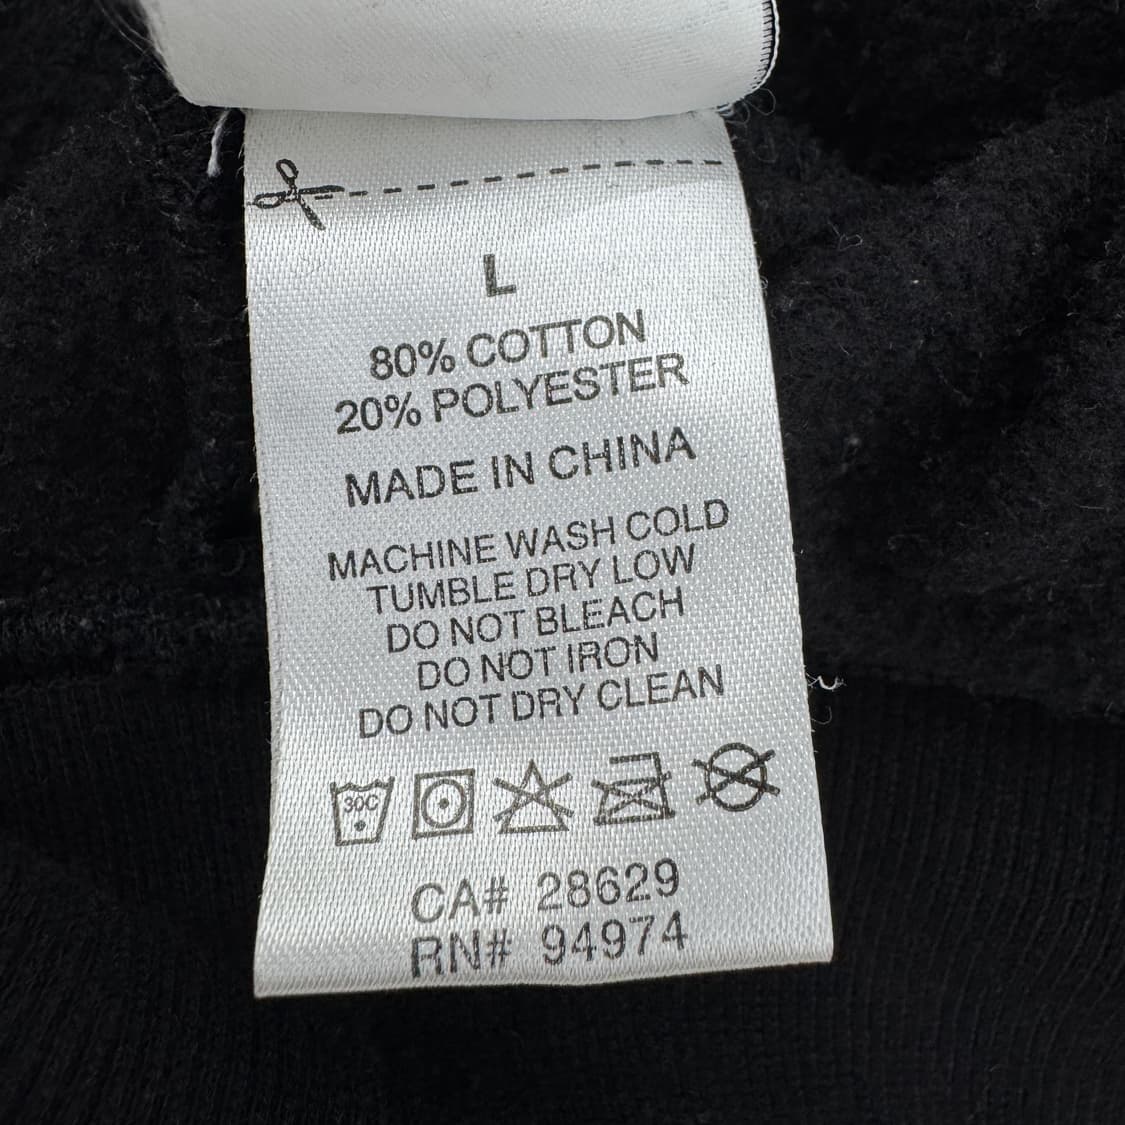 L
80% COTTON
20% POLYESTER
MADE IN CHINA
MACHINE WASH COLD
TUMBLE DRY LOW
DO NOT BLEACH
DO NOT IRON
DO NOT DRY CLEAN
30C
CA# 28629
RN# 94974